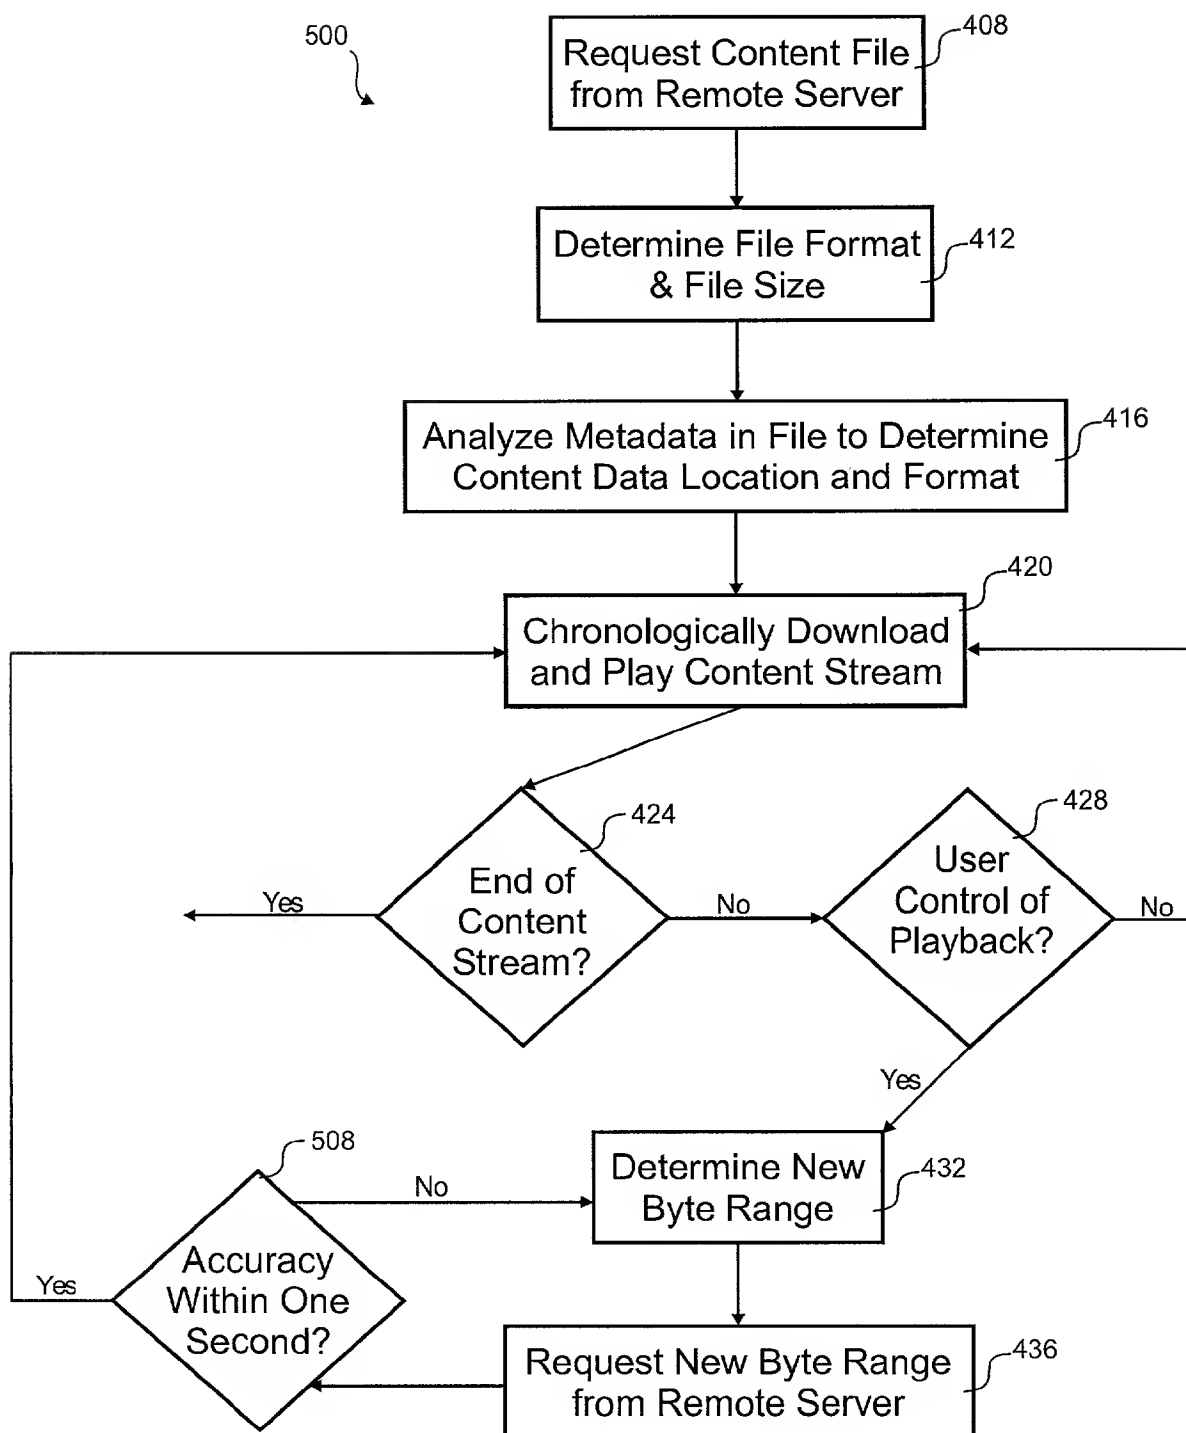 500
Request Content File
from Remote Server
408
Determine File Format
& File Size
412
Analyze Metadata in File to Determine
Content Data Location and Format
416
Chronologically Download
and Play Content Stream
420
End of
Content
Stream?
424
Yes
No
User
Control of
Playback?
428
No
Yes
Determine New
Byte Range
432
Accuracy
Within One
Second?
508
No
Yes
Request New Byte Range
from Remote Server
436